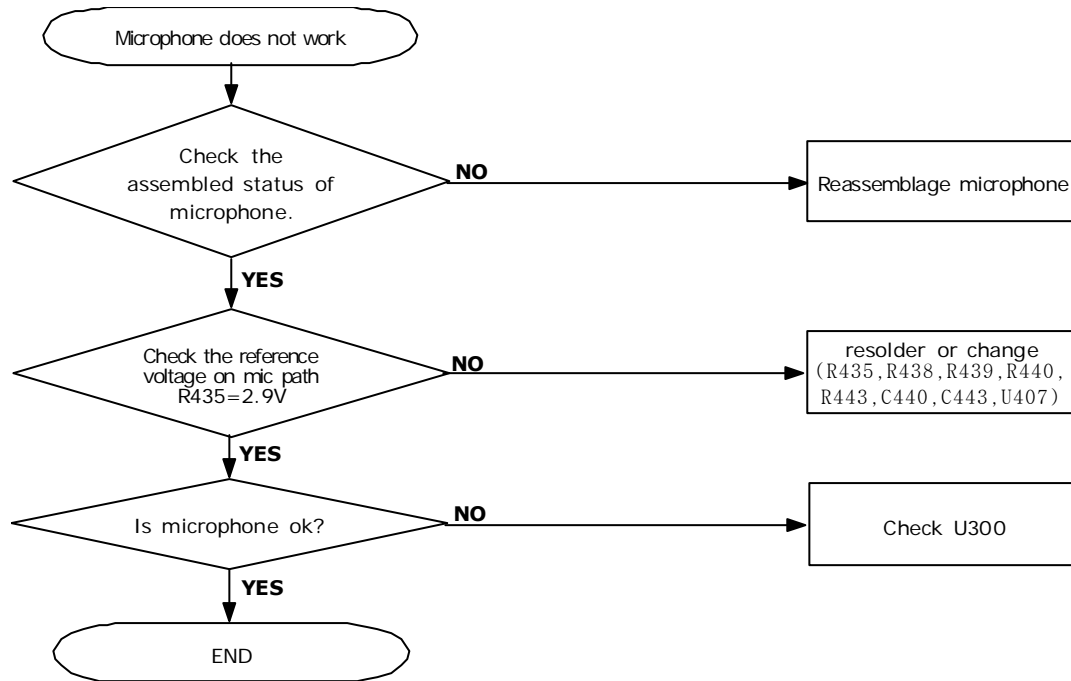 Microphone does not work
Check the
assembled status of
microphone.
NO
Reassemblage microphone
YES
Check the reference
voltage on mic path
R435=2.9V
NO
resolder or change
(R435,R438,R439,R440,
R443,C440,C443,U407)
YES
Is microphone ok?
NO
Check U300
YES
END